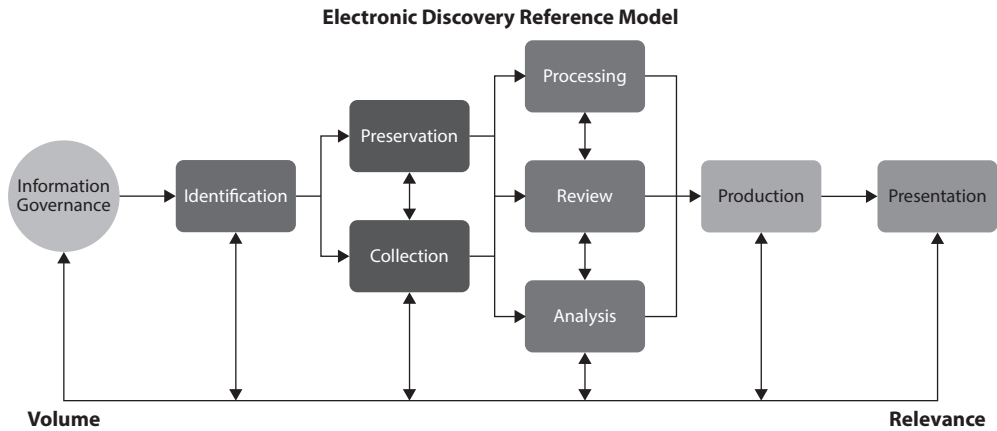 Electronic Discovery Reference Model
Information
Governance
Identification
Preservation
Collection
Processing
Review
Analysis
Production
Presentation
Volume
Relevance